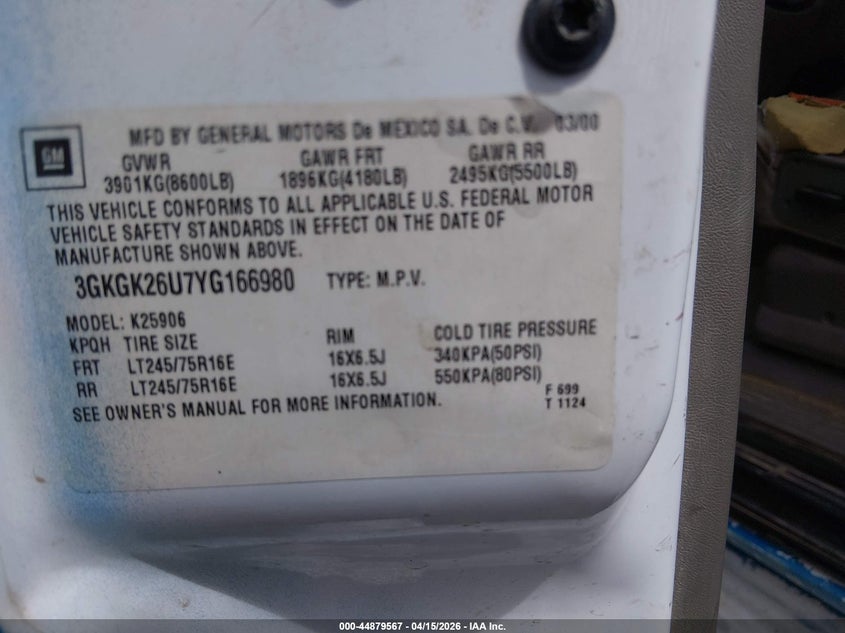 GM
MFD BY GENERAL MOTORS De MEXICO SA. De C.V. 03/00
GVWR GAWR FRT GAWR RR
3901KG(8600LB) 1896KG(4180LB) 2495KG(5500LB)
THIS VEHICLE CONFORMS TO ALL APPLICABLE U.S. FEDERAL MOTOR
VEHICLE SAFETY STANDARDS IN EFFECT ON THE DATE OF
MANUFACTURE SHOWN ABOVE.
3GKGK26U7YG166980 TYPE: M.P.V.
MODEL: K25906
KPQH TIRE SIZE RIM COLD TIRE PRESSURE
FRT LT245/75R16E 16X6.5J 340KPA(50PSI)
RR LT245/75R16E 16X6.5J 550KPA(80PSI)
SEE OWNER'S MANUAL FOR MORE INFORMATION.
F 699
T 1124
000-44879567 - 04/15/2026 - IAA Inc.